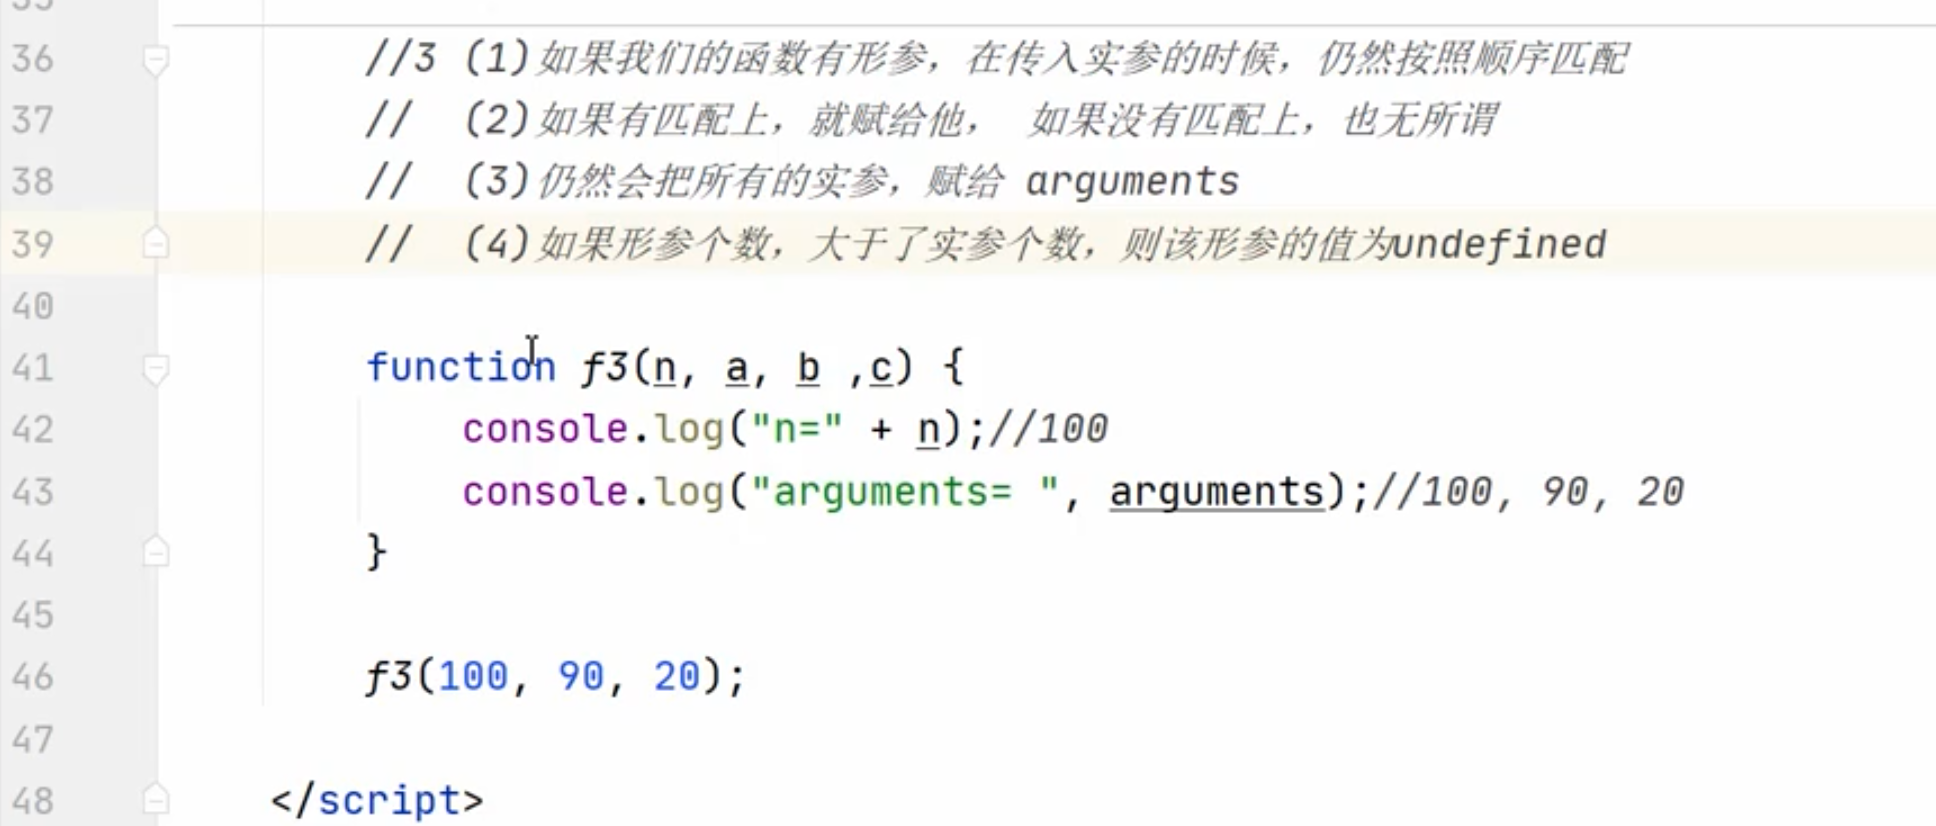 35
36 //3 (1)如果我们的函数有形参，在传入实参的时候，仍然按照顺序匹配
37 // (2)如果有匹配上，就赋给他， 如果没有匹配上，也无所谓
38 // (3)仍然会把所有的实参，赋给 arguments
39 // (4)如果形参个数，大于了实参个数，则该形参的值为undefined
40
41 function f3(n, a, b ,c) {
42 console.log("n=" + n);//100
43 console.log("arguments= ", arguments);//100, 90, 20
44 }
45
46 f3(100, 90, 20);
47
48 </script>